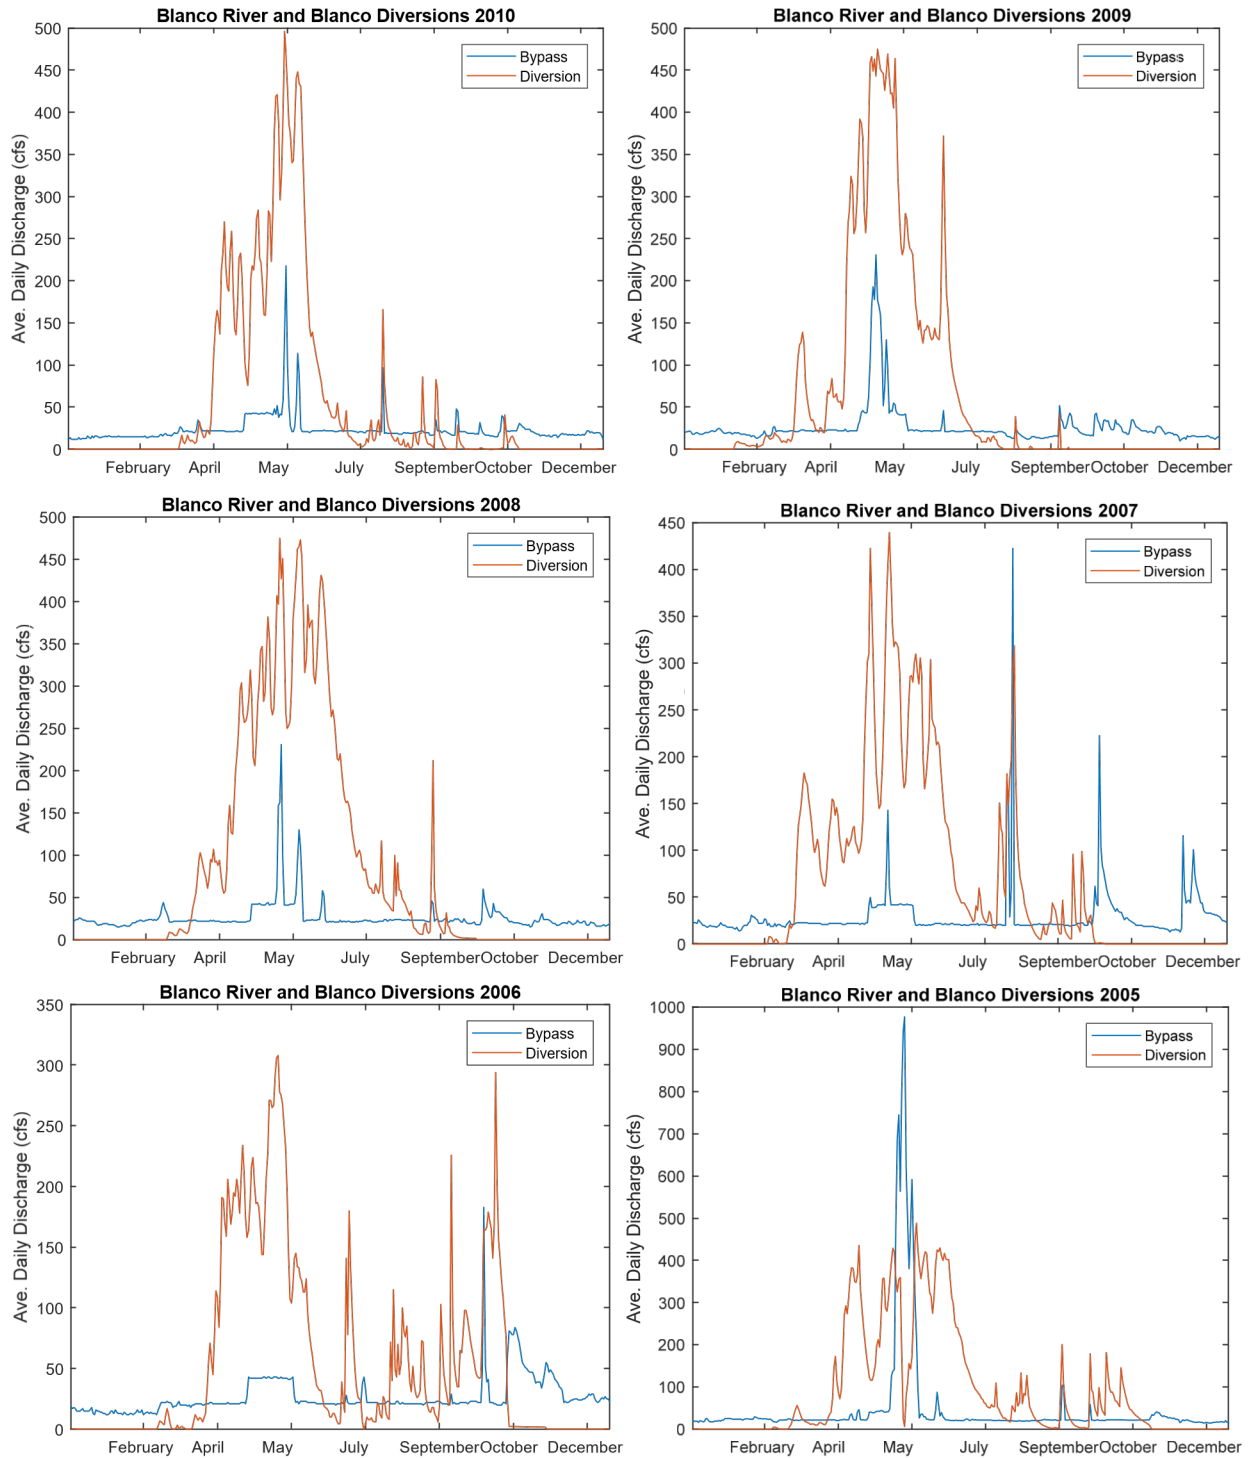 Blanco River and Blanco Diversions 2010
Ave. Daily Discharge (cfs)
500
450
400
350
300
250
200
150
100
50
0
Bypass
Diversion
February April May July September October December
Blanco River and Blanco Diversions 2009
Ave. Daily Discharge (cfs)
500
450
400
350
300
250
200
150
100
50
0
Bypass
Diversion
February April May July September October December
Blanco River and Blanco Diversions 2008
Ave. Daily Discharge (cfs)
500
450
400
350
300
250
200
150
100
50
0
Bypass
Diversion
February April May July September October December
Blanco River and Blanco Diversions 2007
Ave. Daily Discharge (cfs)
450
400
350
300
250
200
150
100
50
0
Bypass
Diversion
February April May July September October December
Blanco River and Blanco Diversions 2006
Ave. Daily Discharge (cfs)
350
300
250
200
150
100
50
0
Bypass
Diversion
February April May July September October December
Blanco River and Blanco Diversions 2005
Ave. Daily Discharge (cfs)
1000
900
800
700
600
500
400
300
200
100
0
Bypass
Diversion
February April May July September October December